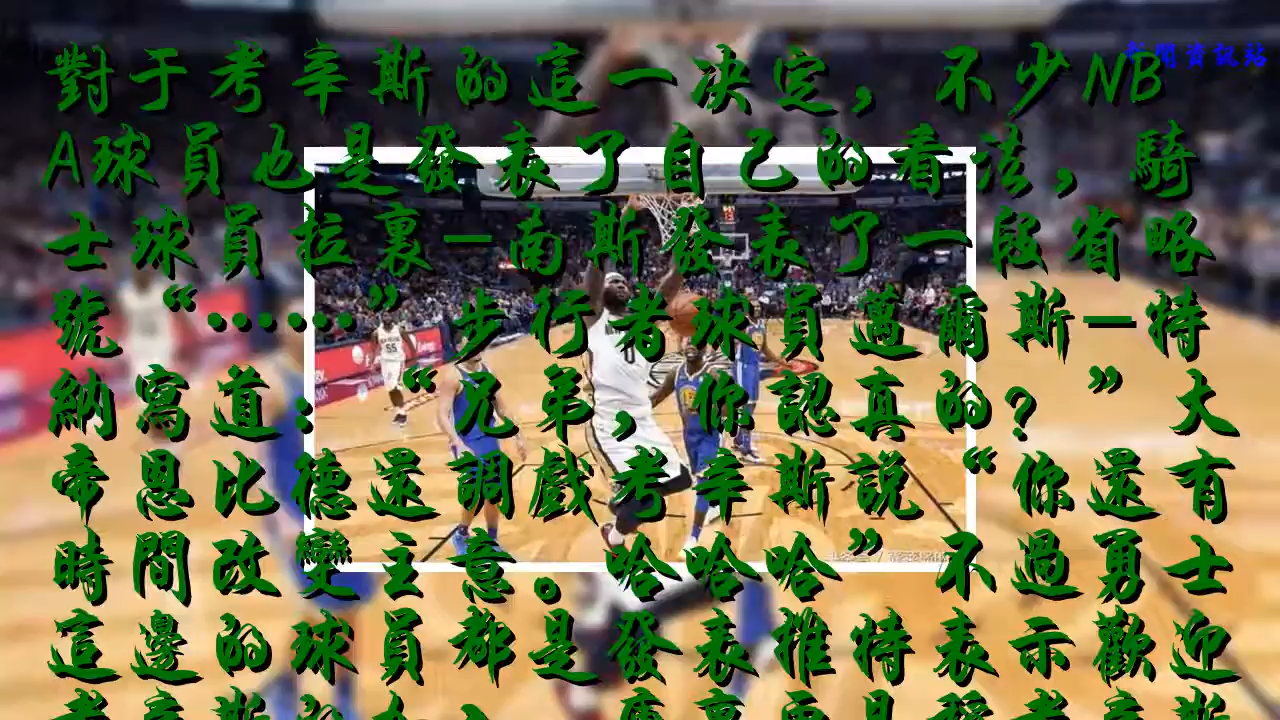 新聞資訊站
對于考辛斯的這一决定，不少NB
A球員也是發表了自己的看法，騎
士球員拉裏—南斯發表了一段省略
號“……”步行者球員邁爾斯—特
納寫道：“兄弟，你認真的？”大
帝恩比德還調戲考辛斯說“你還有
時間改變主意。哈哈哈”不過勇士
這邊的球員都是發表推特表示歡迎
55
0